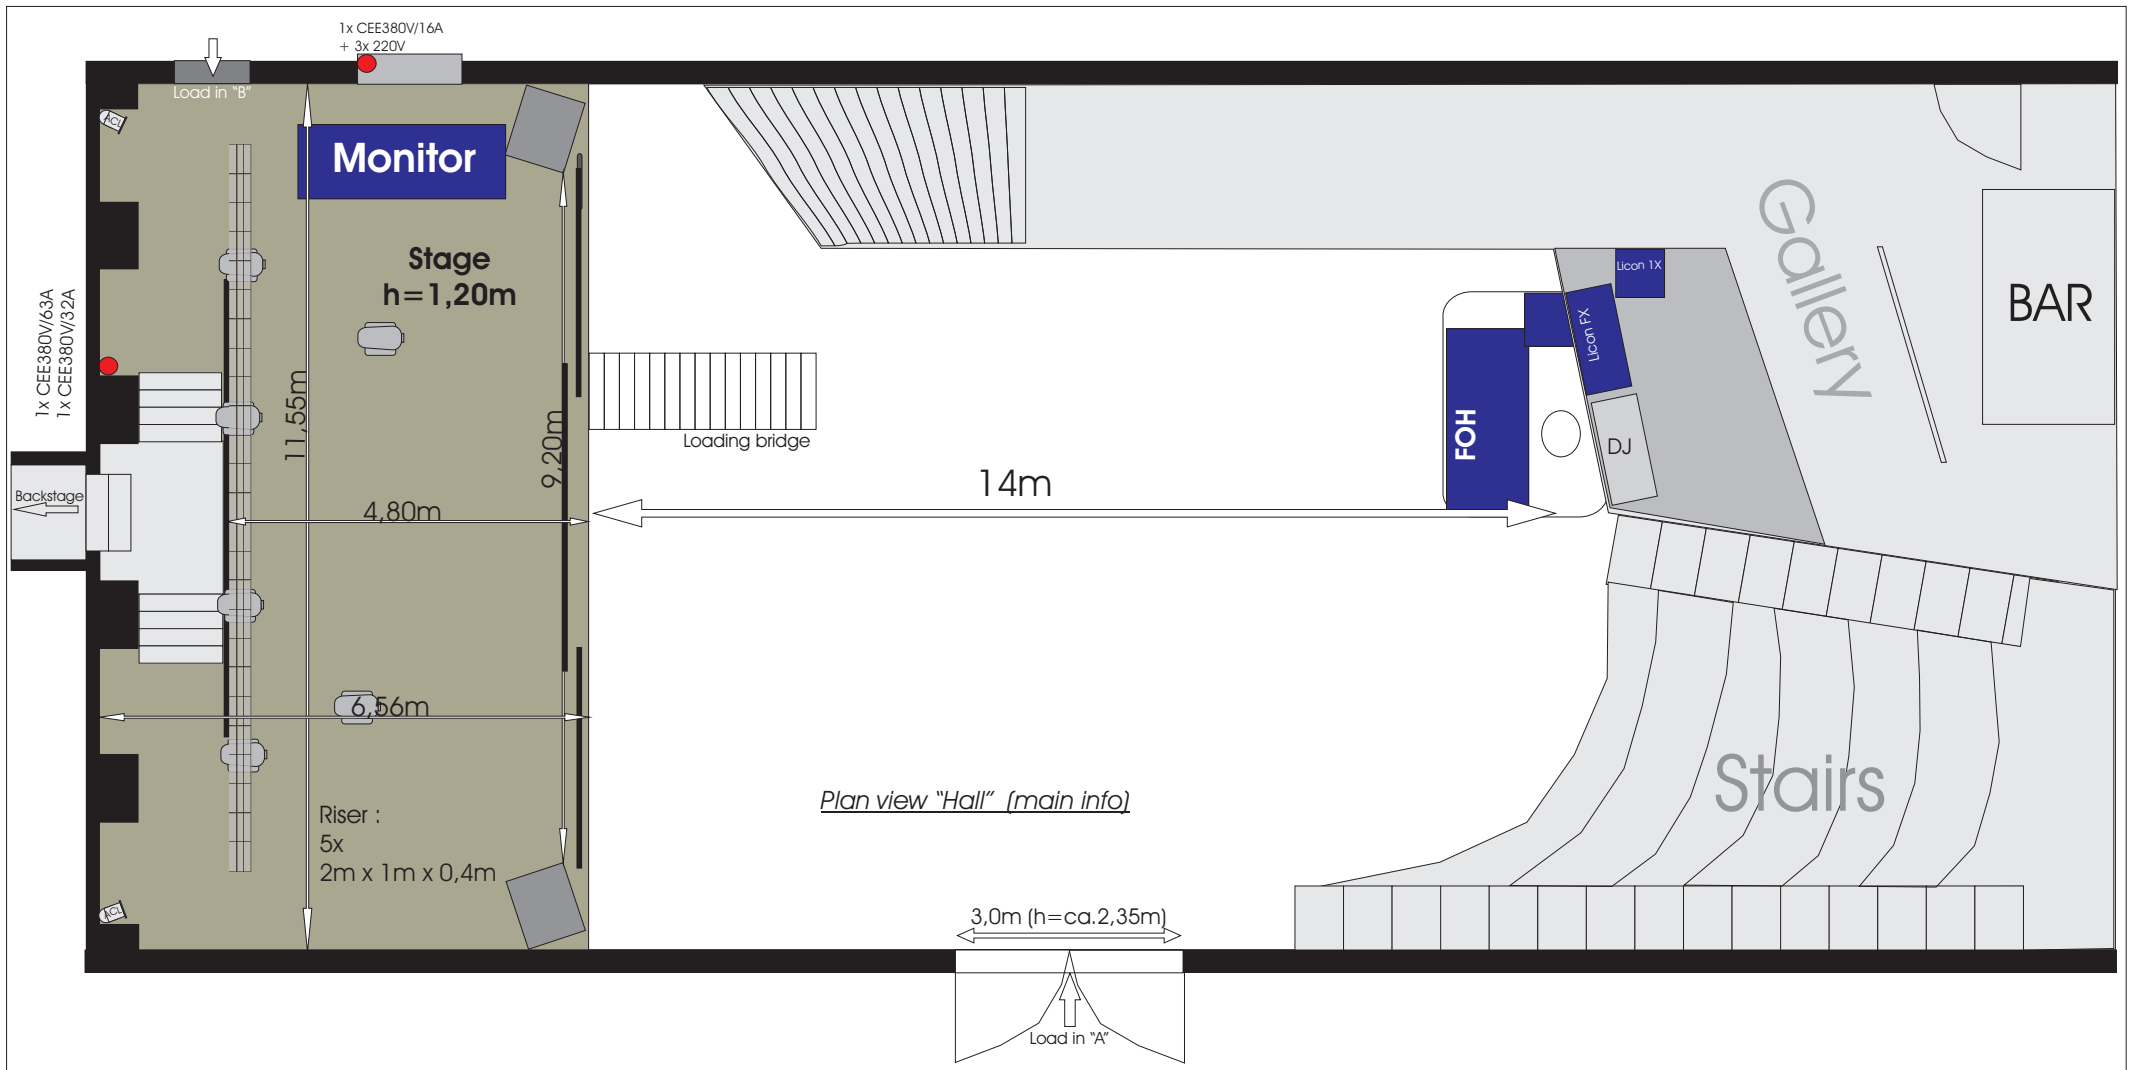 1x CEE380V/16A
+ 3x 220V
Load in "B"
ACL
Monitor
Stage
h=1,20m
1x CEE380V/63A
1x CEE380V/32A
11,55m
9,20m
Loading bridge
Backstage
4,80m
14m
6,56m
Riser :
5x
2m x 1m x 0,4m
ACL
Plan view "Hall" (main info)
3,0m (h=ca.2,35m)
Load in "A"
FOH
Licon 1X
Licon FX
DJ
Gallery
BAR
Stairs